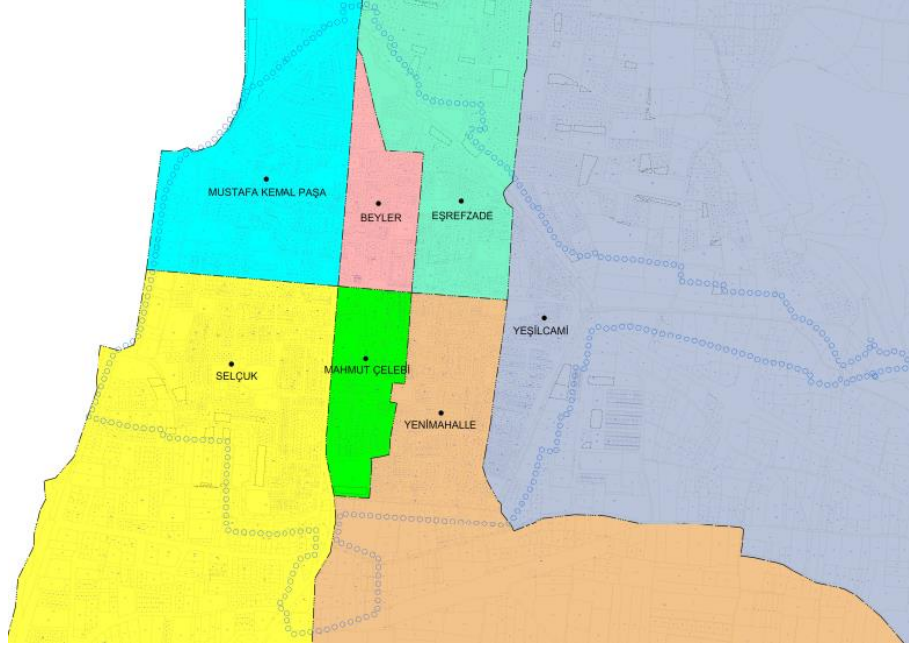 MUSTAFA KEMAL PAŞA
BEYLER
EŞREFZADE
YEŞİLCAMİ
SELÇUK
MAHMUT ÇELEBİ
YENİMAHALLE